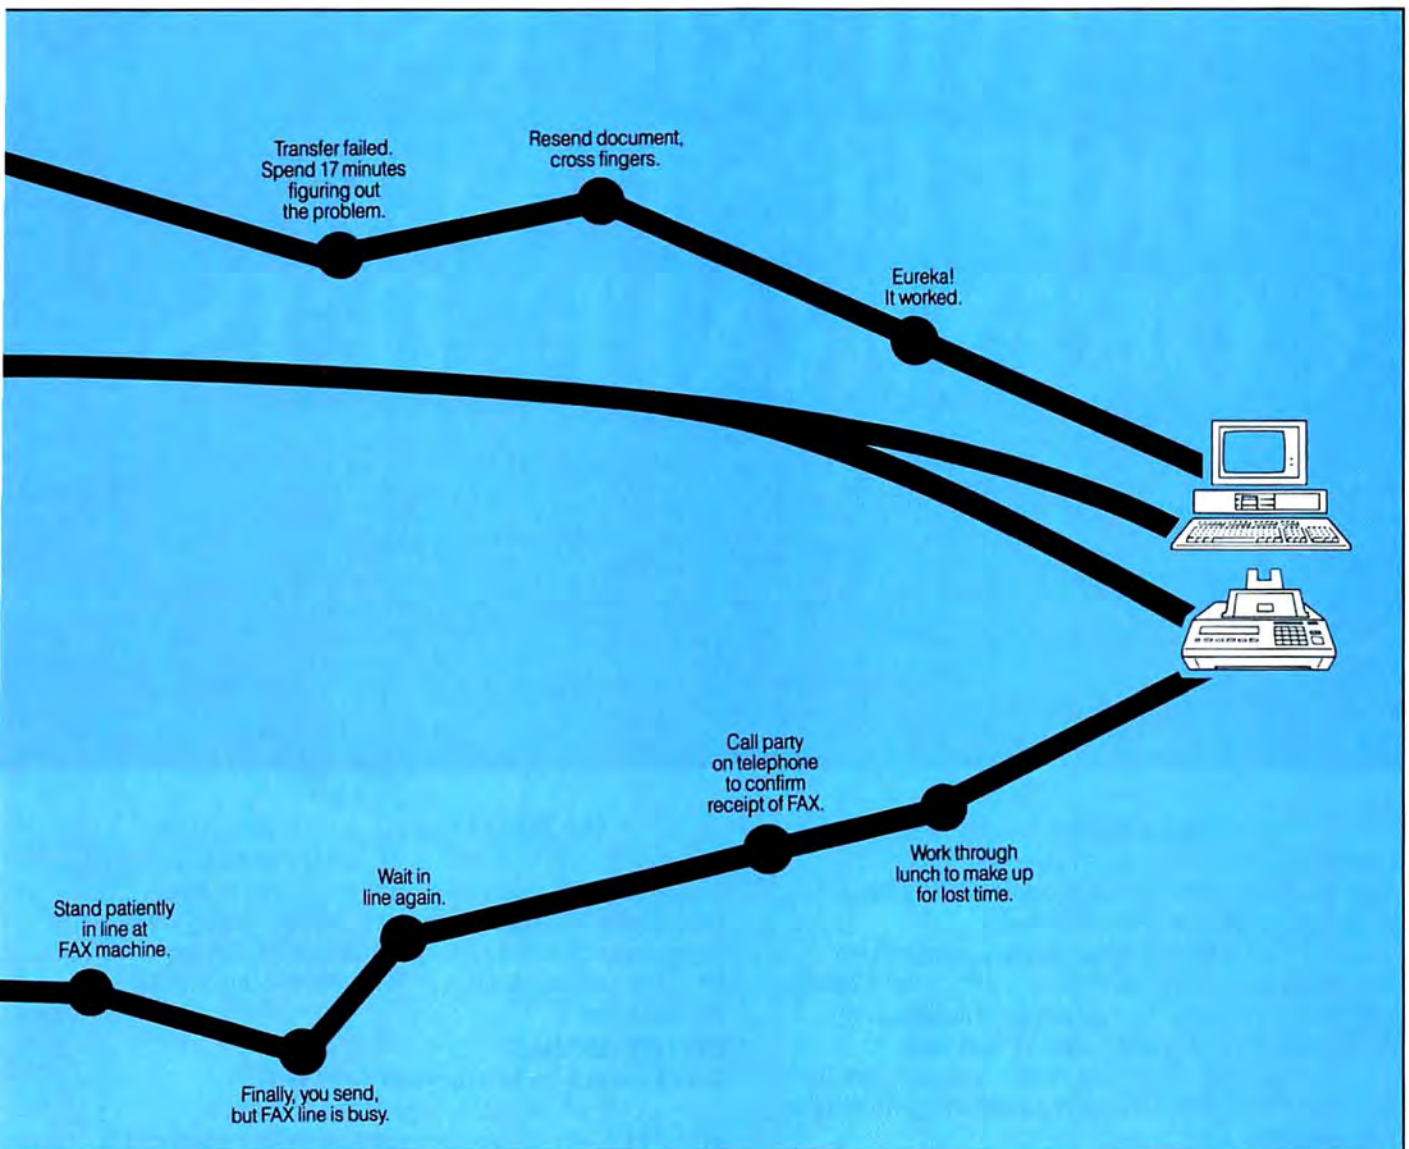 Transfer failed.
Spend 17 minutes
figuring out
the problem.
Resend document,
cross fingers.
Eureka!
It worked.
Call party
on telephone
to confirm
receipt of FAX.
Work through
lunch to make up
for lost time.
Wait in
line again.
Stand patiently
in line at
FAX machine.
Finally, you send,
but FAX line is busy.